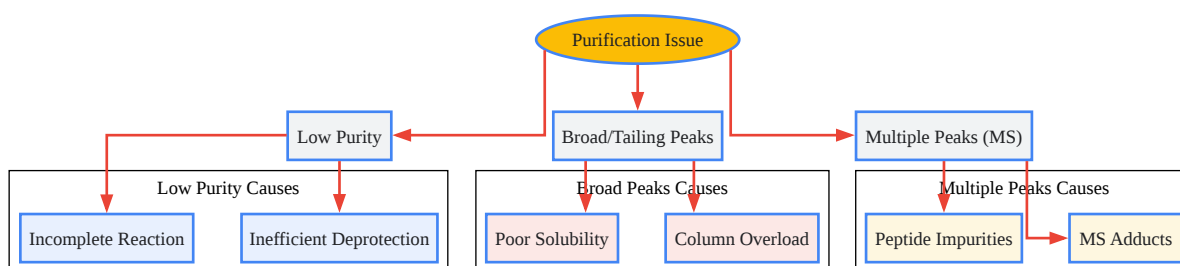 Purification Issue
Low Purity
Broad/Tailing Peaks
Multiple Peaks (MS)
Low Purity Causes
Broad Peaks Causes
Multiple Peaks Causes
Incomplete Reaction
Inefficient Deprotection
Poor Solubility
Column Overload
Peptide Impurities
MS Adducts